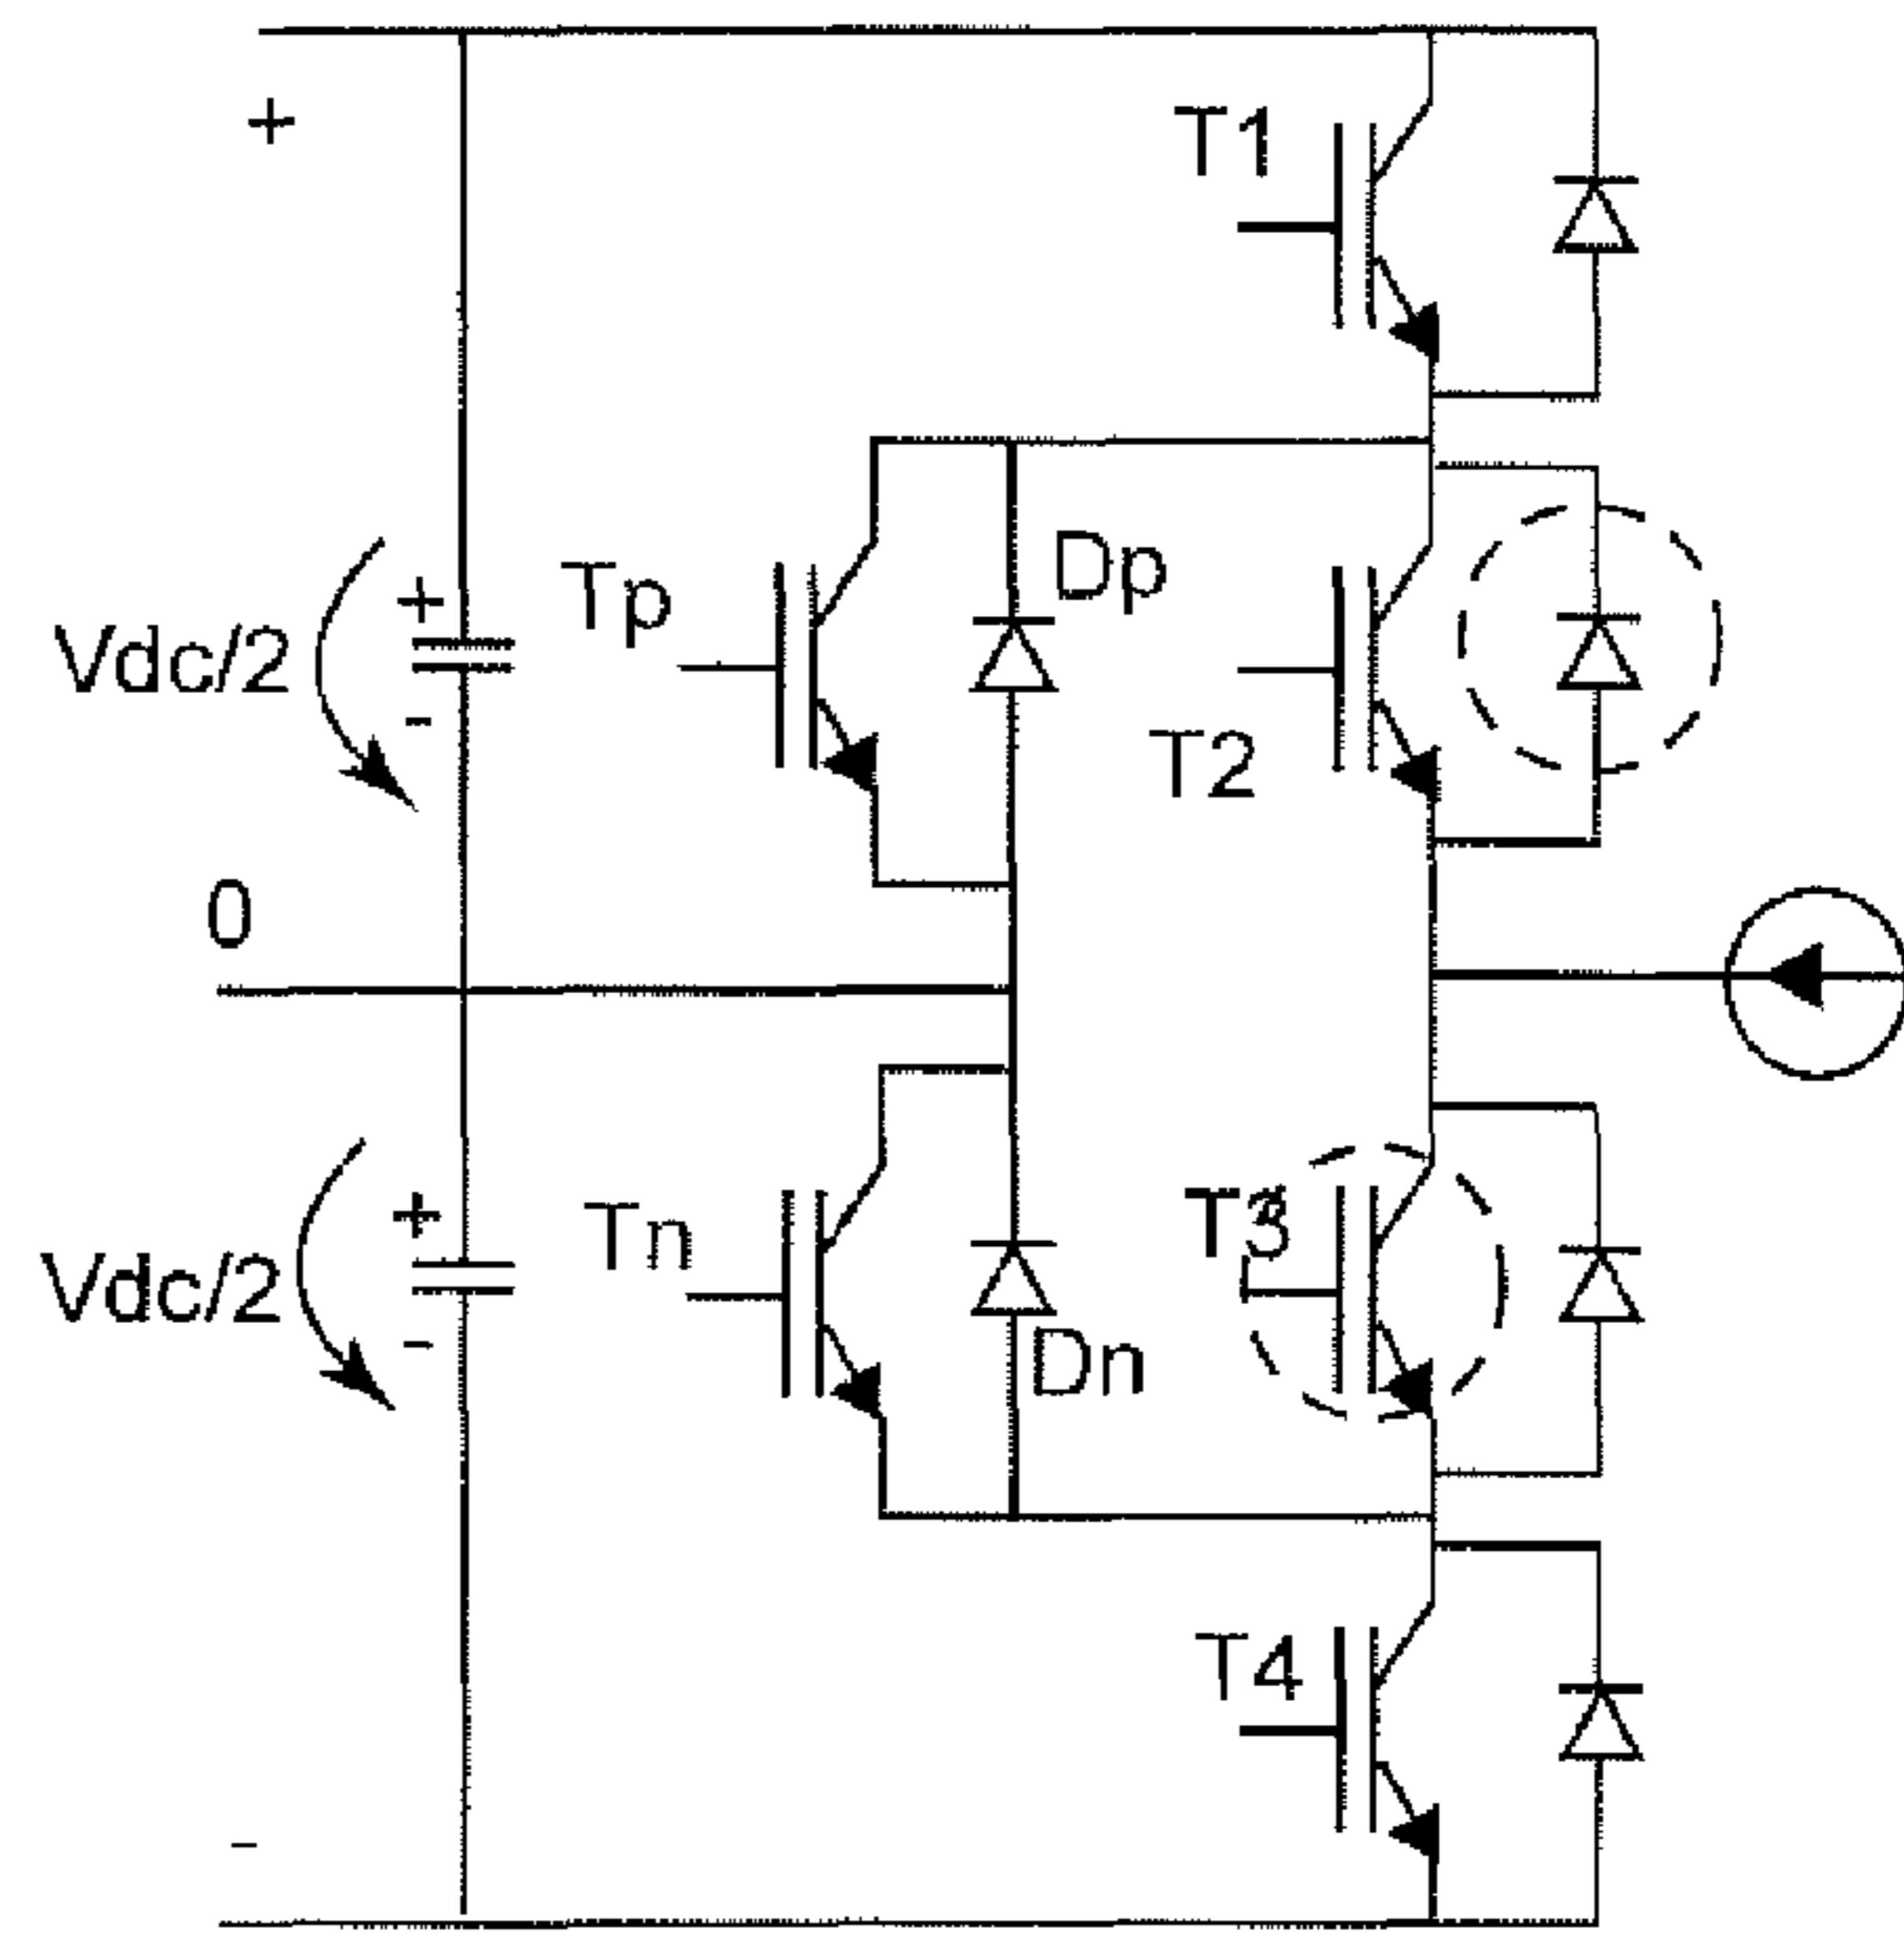 +
T1
Dp
Tp
+
Vdc/2
-
T2
0
+
Tn
T3
Vdc/2
-
Dn
T4
-